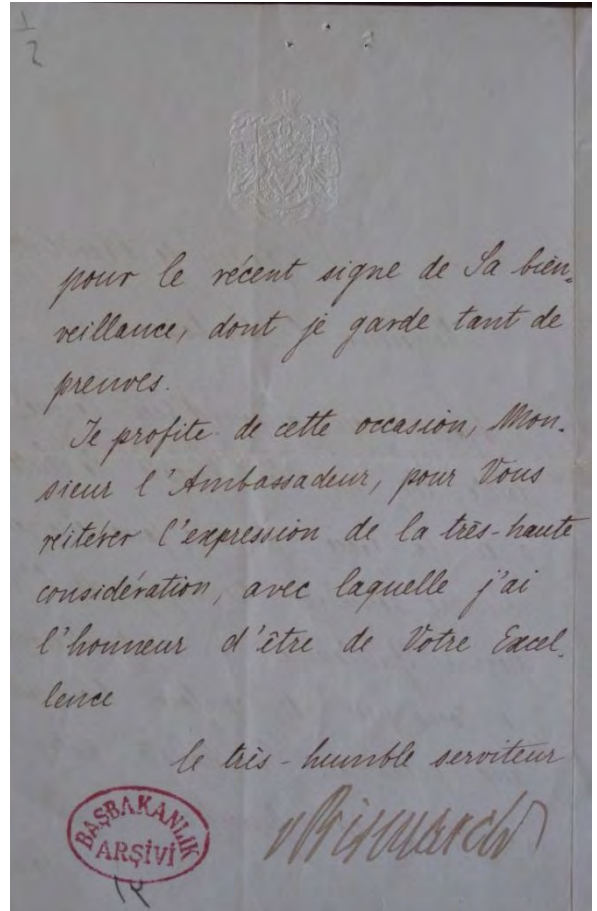 1
2
pour le récent signe de Sa bien=
veillance, dont je garde tant de
preuves.
Je profite de cette occasion, Mon-
sieur l'Ambassadeur, pour Vous
réitérer l'expression de la très-haute
considération, avec laquelle j'ai
l'honneur d'être de Votre Excel-
lence
le très-humble serviteur
v Bismarck
BAŞBAKANLIK
ARŞİVİ